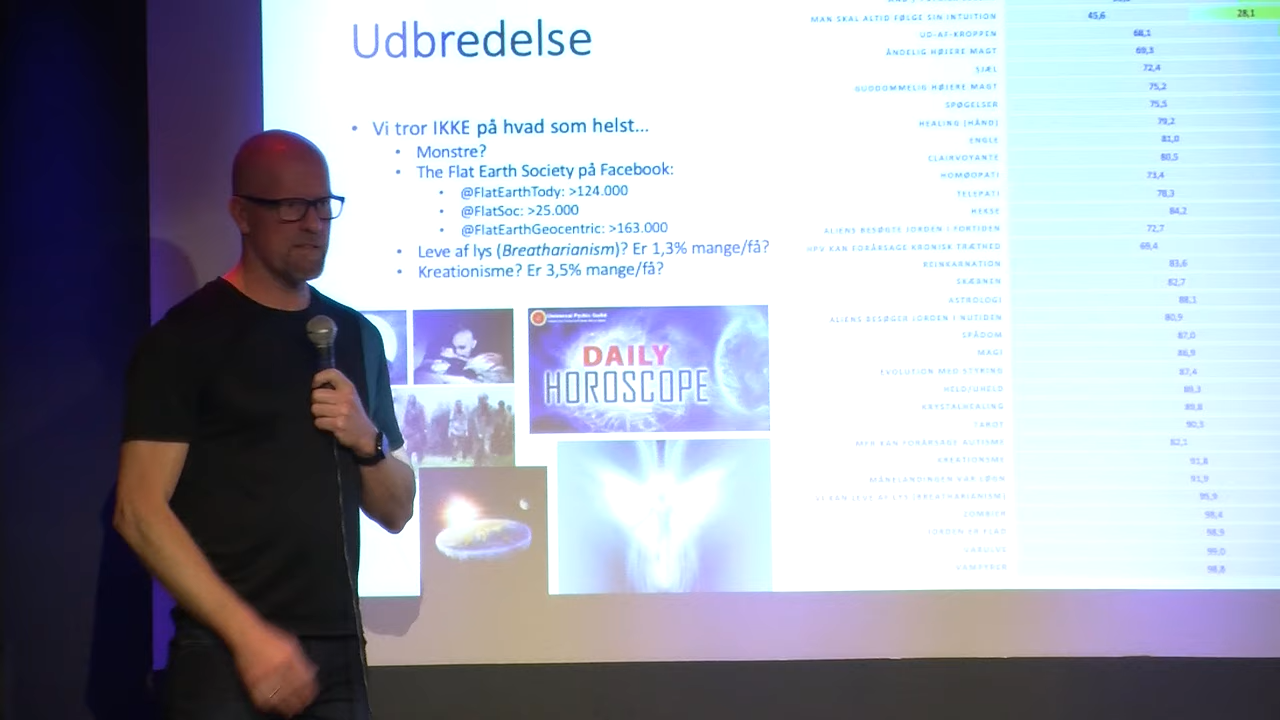 Udbredelse
• Vi tror IKKE på hvad som helst...
• Monstre?
• The Flat Earth Society på Facebook:
• @FlatEarthTody: >124.000
• @FlatSoc: >25.000
• @FlatEarthGeocentric: >163.000
• Leve af lys (Breatharianism)? Er 1,3% mange/få?
• Kreationisme? Er 3,5% mange/få?
DAILY
HOROSCOPE
MAN SKAL ALTID FØLGE SIN INTUITION 45,6 28,1
UD-AF-KROPPEN 68,1
ÅNDELIG HØJERE MAGT 69,3
SJÆL 72,4
GUDDOMMELIG HØJERE MAGT 75,2
SPØGELSER 75,5
HEALING (HÅND) 79,2
ENGLE 81,0
CLAIRVOYANTE 80,5
HOMØOPATI 73,4
TELEPATI 78,3
HEKSE 84,2
ALIENS BESØGTE JORDEN I FORTIDEN 72,7
HPV KAN FORÅRSAGE KRONISK TRÆTHED 69,4
REINKARNATION 83,6
SKÆBNEN 82,7
ASTROLOGI 88,1
ALIENS BESØGER JORDEN I NUTIDEN 80,9
SPÅDOM 87,0
MAGI 86,9
EVOLUTION MED STYRING 87,4
HELD/UHELD 89,3
KRYSTALHEALING 89,8
TAROT 90,3
MFR KAN FORÅRSAGE AUTISME 82,1
KREATIONSME 91,8
MÅNELANDINGEN VAR LØGN 91,9
VI KAN LEVE AF LYS (BREATHARIANISM) 95,9
ZOMBIER 98,4
JORDEN ER FLAD 98,9
VARULVE 99,0
VAMPYRER 98,8